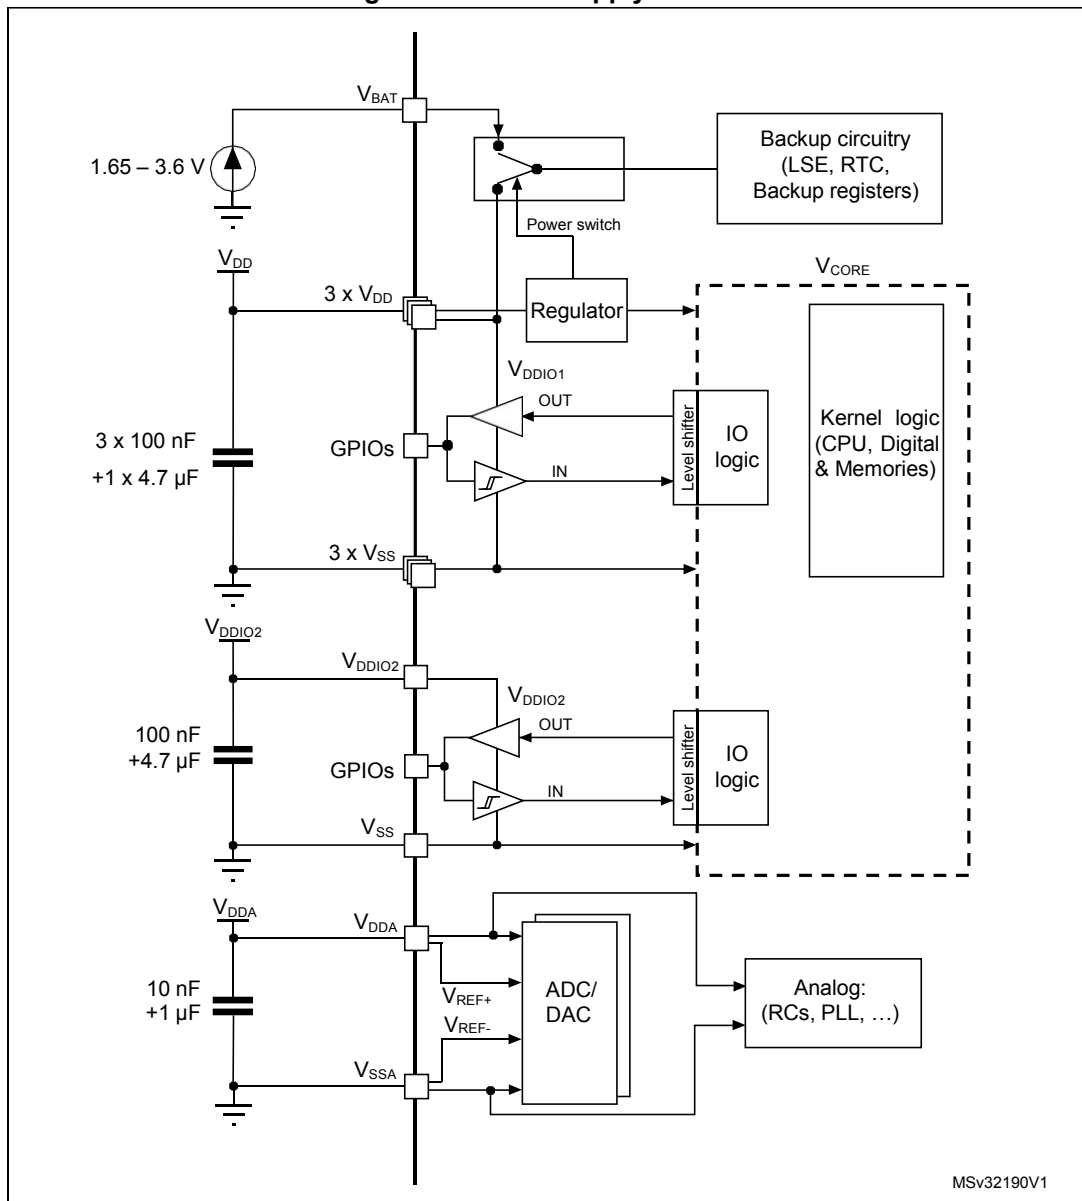 VBAT
1.65 – 3.6 V
Backup circuitry
(LSE, RTC,
Backup registers)
Power switch
VDD
3 x VDD
Regulator
VCORE
VDDIO1
OUT
3 x 100 nF
+1 x 4.7 µF
GPIOs
IN
Level shifter
IO
logic
Kernel logic
(CPU, Digital
& Memories)
3 x VSS
VDDIO2
VDDIO2
VDDIO2
OUT
100 nF
+4.7 µF
GPIOs
IN
Level shifter
IO
logic
VSS
VDDA
VDDA
10 nF
+1 µF
VREF+
VREF-
ADC/
DAC
Analog:
(RCs, PLL, …)
VSSA
MSv32190V1